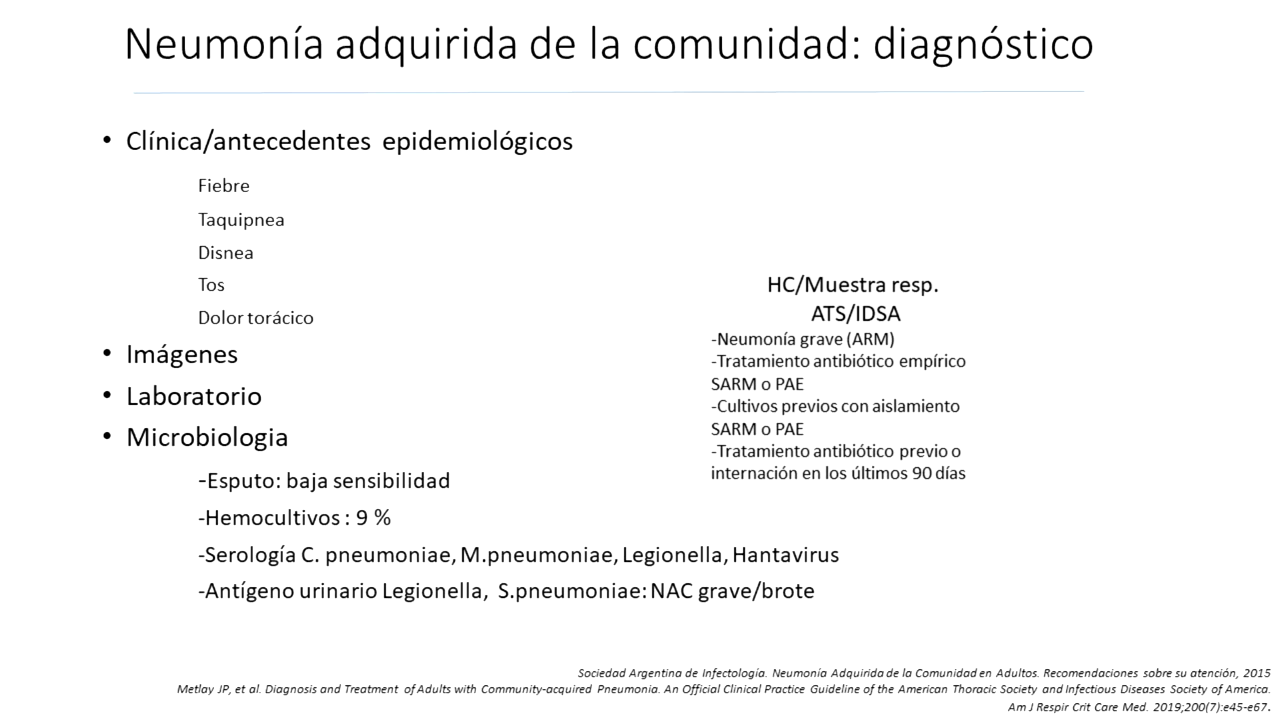 Neumonía adquirida de la comunidad: diagnóstico
• Clínica/antecedentes epidemiológicos
Fiebre
Taquipnea
Disnea
Tos
Dolor torácico
• Imágenes
• Laboratorio
• Microbiologia
-Esputo: baja sensibilidad
-Hemocultivos : 9 %
-Serología C. pneumoniae, M.pneumoniae, Legionella, Hantavirus
-Antígeno urinario Legionella, S.pneumoniae: NAC grave/brote
HC/Muestra resp.
ATS/IDSA
-Neumonía grave (ARM)
-Tratamiento antibiótico empírico
SARM o PAE
-Cultivos previos con aislamiento
SARM o PAE
-Tratamiento antibiótico previo o
internación en los últimos 90 días
Sociedad Argentina de Infectología. Neumonía Adquirida de la Comunidad en Adultos. Recomendaciones sobre su atención, 2015
Metlay JP, et al. Diagnosis and Treatment of Adults with Community-acquired Pneumonia. An Official Clinical Practice Guideline of the American Thoracic Society and Infectious Diseases Society of America.
Am J Respir Crit Care Med. 2019;200(7):e45-e67.